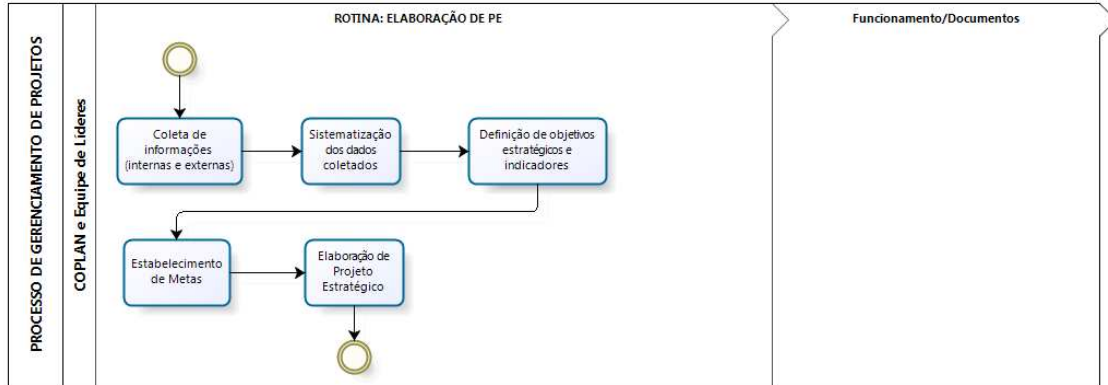 PROCESSO DE GERENCIAMENTO DE PROJETOS
COPLAN e Equipe de Líderes
ROTINA: ELABORAÇÃO DE PE
Funcionamento/Documentos
Coleta de
informações
(internas e externas)
Sistematização
dos dados
coletados
Definição de objetivos
estratégicos e
indicadores
Estabelecimento
de Metas
Elaboração de
Projeto
Estratégico